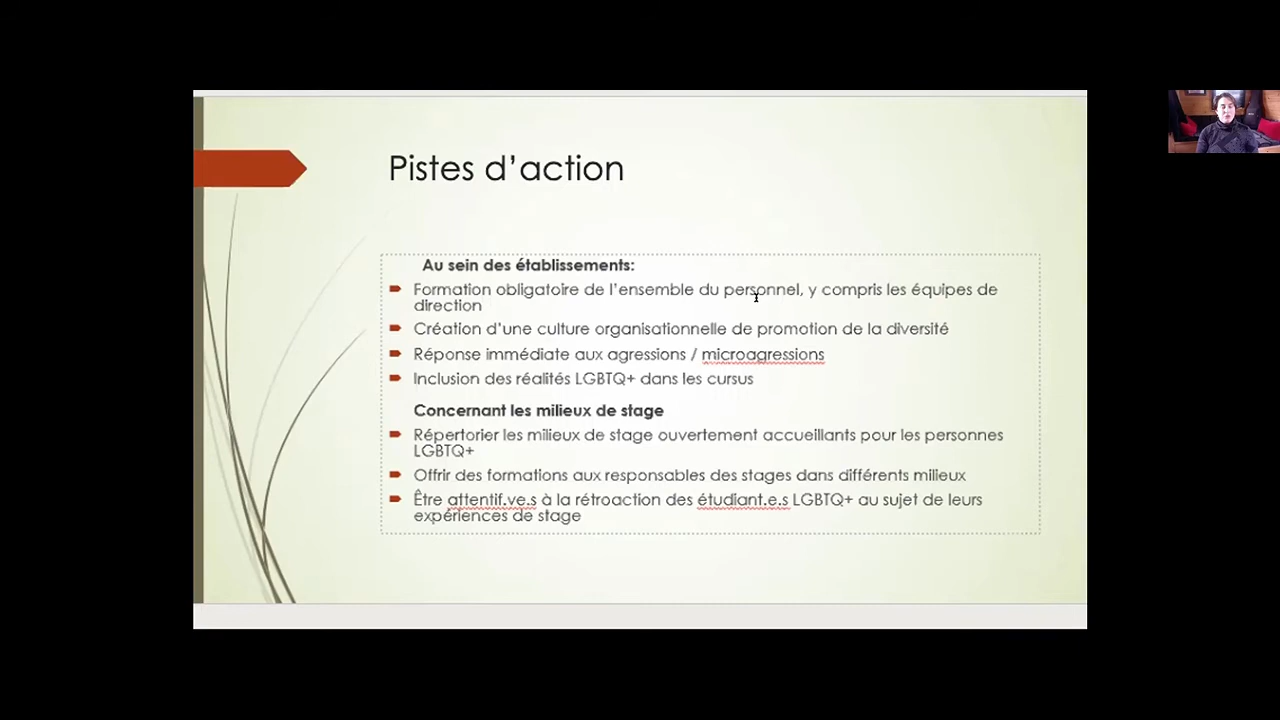 Pistes d’action
Au sein des établissements:
Formation obligatoire de l’ensemble du personnel, y compris les équipes de
direction
Création d’une culture organisationnelle de promotion de la diversité
Réponse immédiate aux agressions / microagressions
Inclusion des réalités LGBTQ+ dans les cursus
Concernant les milieux de stage
Répertorier les milieux de stage ouvertement accueillants pour les personnes
LGBTQ+
Offrir des formations aux responsables des stages dans différents milieux
Être attentif.ve.s à la rétroaction des étudiant.e.s LGBTQ+ au sujet de leurs
expériences de stage